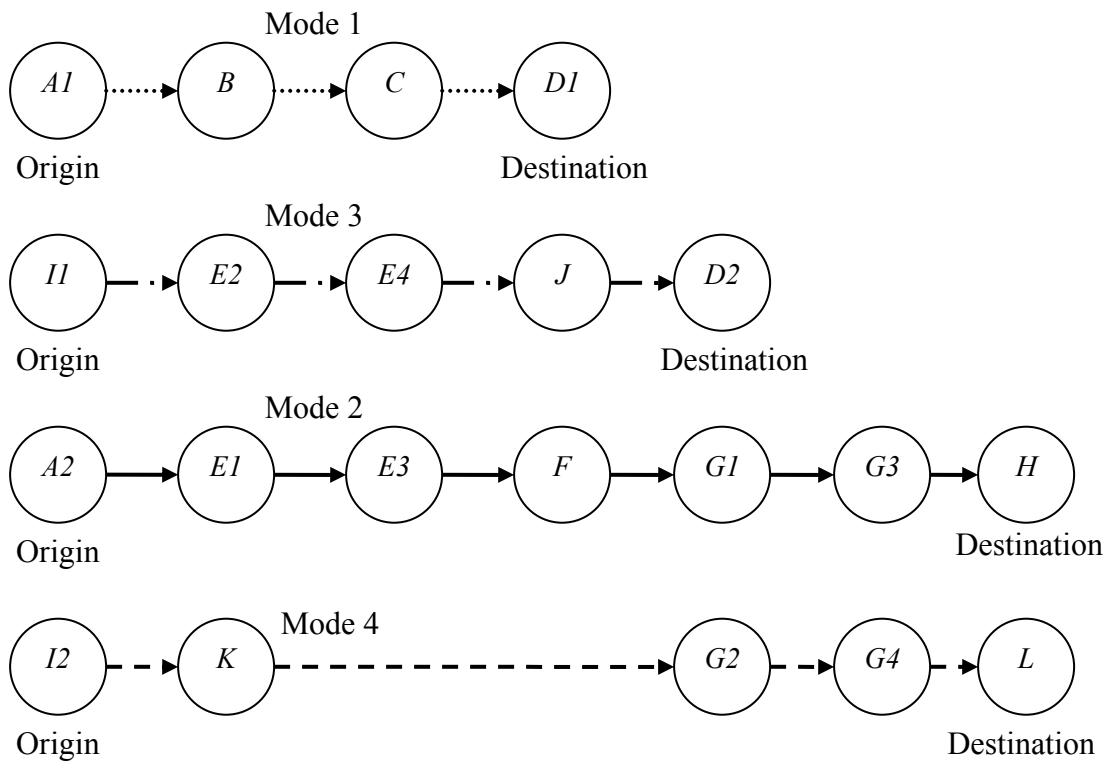 Mode 1
A1 B C D1
Origin Destination
Mode 3
I1 E2 E4 J D2
Origin Destination
Mode 2
A2 E1 E3 F G1 G3 H
Origin Destination
Mode 4
I2 K G2 G4 L
Origin Destination